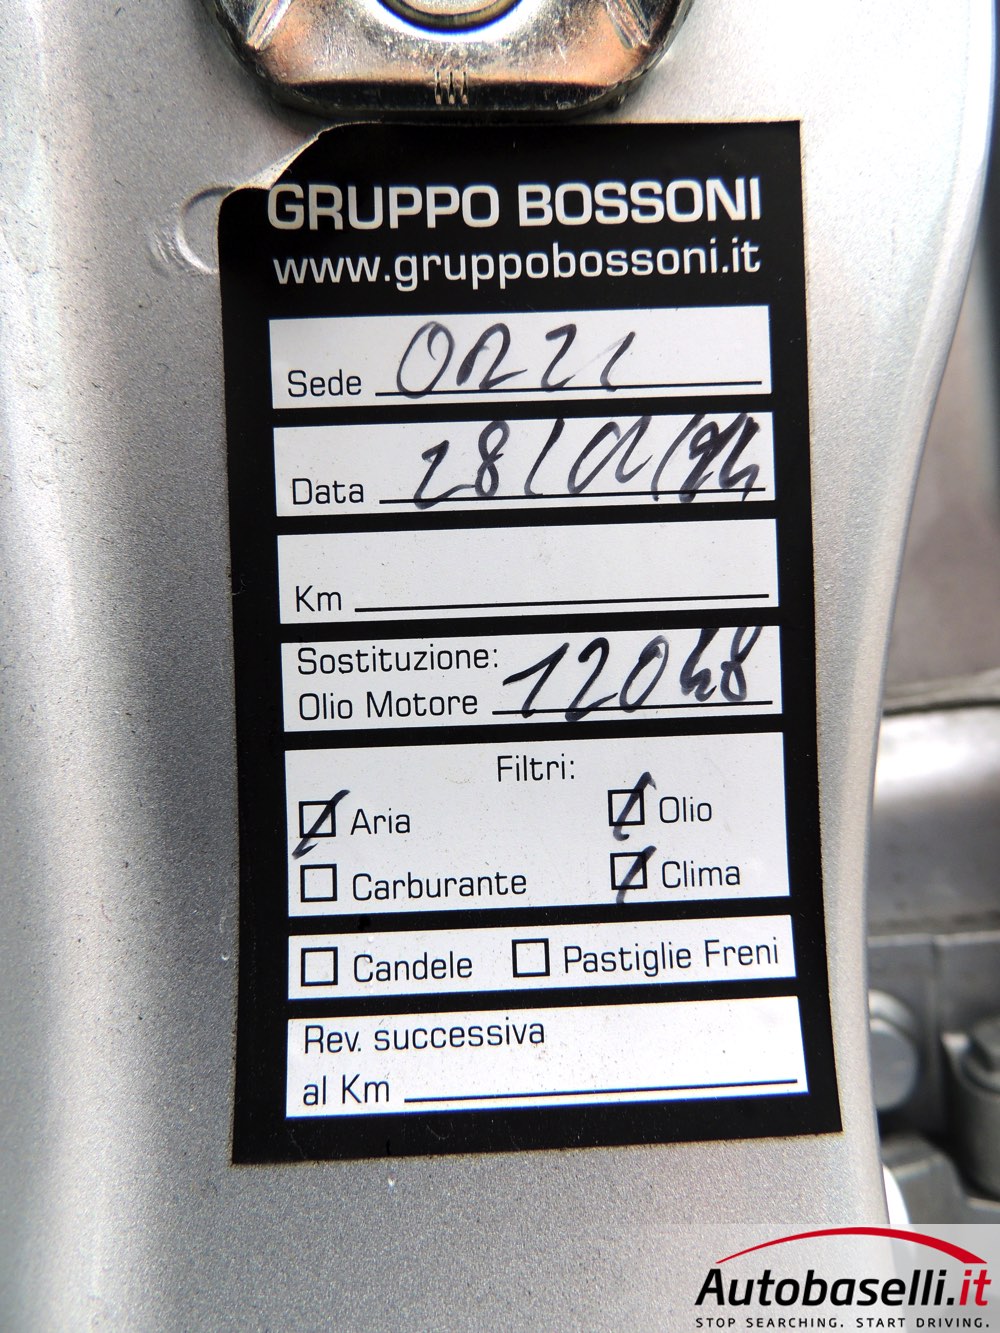 GRUPPO BOSSONI
www.gruppobossoni.it
Sede ORZI
Data
Km
Sostituzione:
Olio Motore 12048
Filtri:
Aria Olio
Carburante Clima
Candele Pastiglie Freni
Rev. successiva
al Km
Autobaselli.it
STOP SEARCHING. START DRIVING.